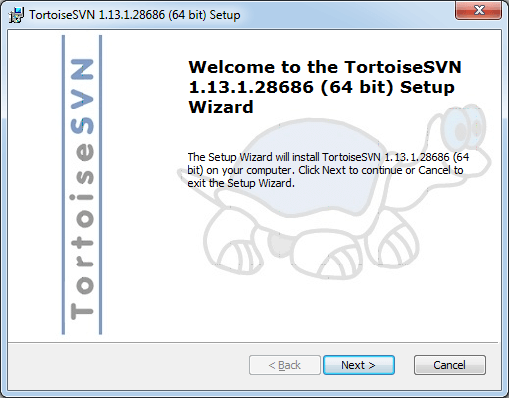 TortoiseSVN 1.13.1.28686 (64 bit) Setup
TortoiseSVN
Welcome to the TortoiseSVN
1.13.1.28686 (64 bit) Setup
Wizard
The Setup Wizard will install TortoiseSVN 1.13.1.28686 (64
bit) on your computer. Click Next to continue or Cancel to
exit the Setup Wizard.
< Back
Next >
Cancel